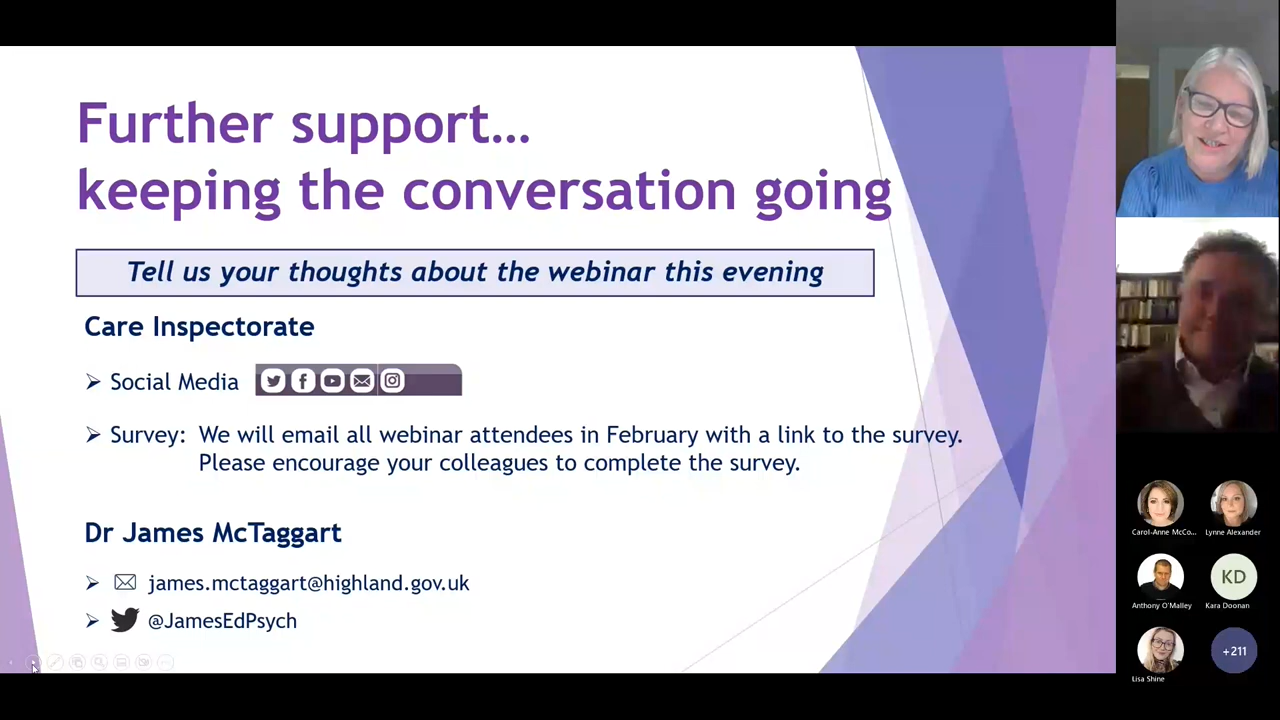 Further support…
keeping the conversation going
Tell us your thoughts about the webinar this evening
Care Inspectorate
Social Media
Survey: We will email all webinar attendees in February with a link to the survey.
Please encourage your colleagues to complete the survey.
Dr James McTaggart
james.mctaggart@highland.gov.uk
@JamesEdPsych
Carol-Anne McCo...
Lynne Alexander
KD
Anthony O'Malley
Kara Doonan
+211
Lisa Shine